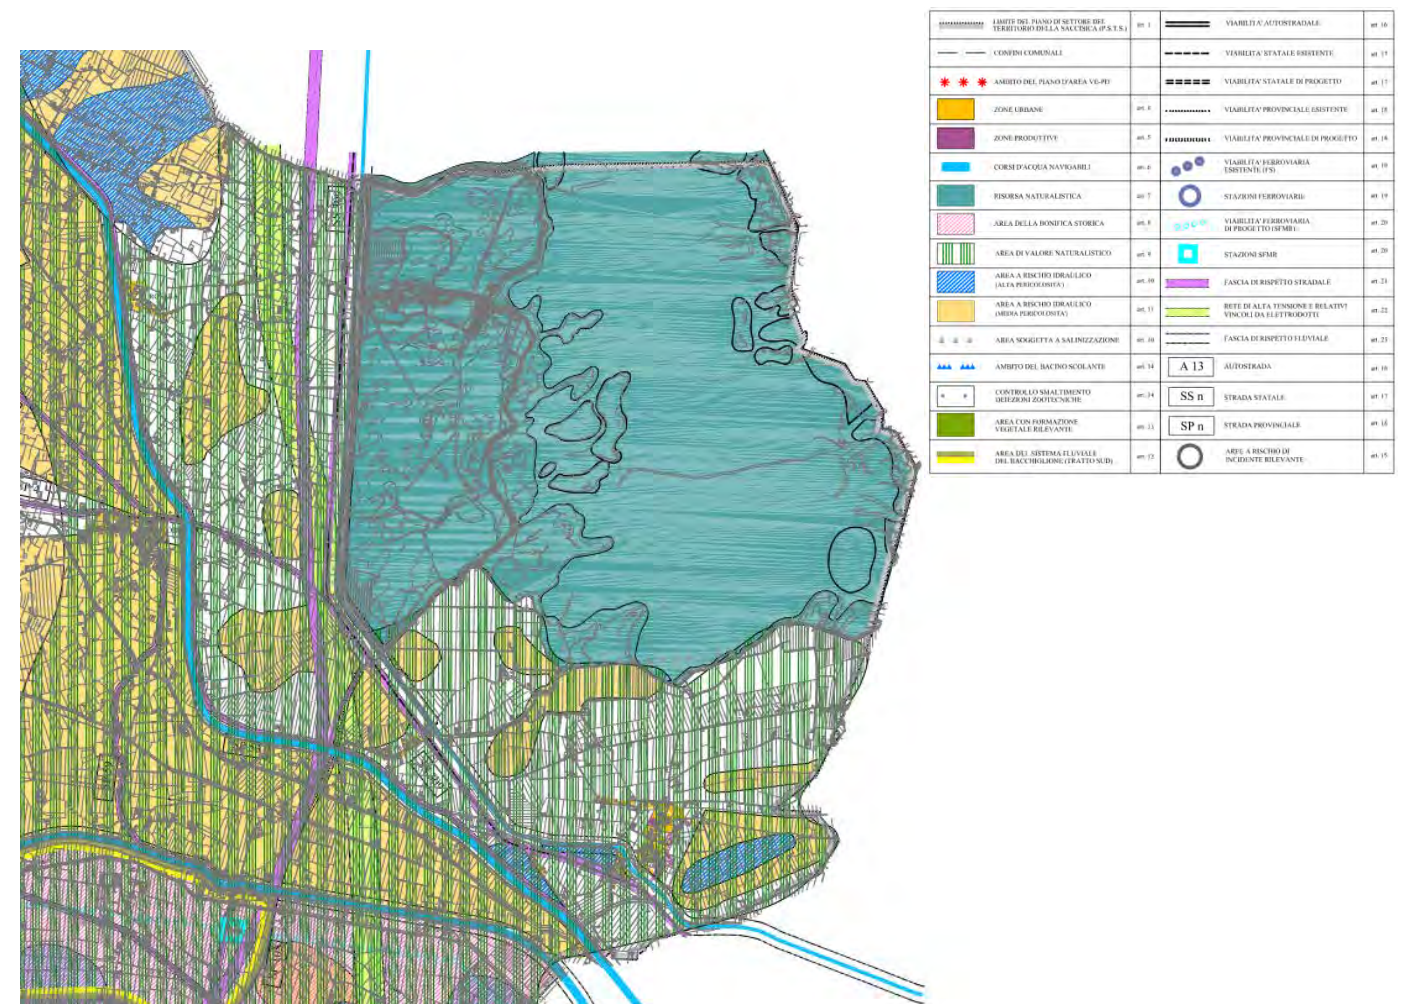 LIMITE DEL PIANO DI SETTORE DEL
TERRITORIO DELLA SACCISICA (P.S.T.S.)
art. 1
CONFINI COMUNALI
AMBITO DEL PIANO D'AREA VE-PD
ZONE URBANE
art. 4
ZONE PRODUTTIVE
art. 5
CORSI D'ACQUA NAVIGABILI
art. 6
RISORSA NATURALISTICA
art. 7
AREA DELLA BONIFICA STORICA
art. 8
AREA DI VALORE NATURALISTICO
art. 9
AREA A RISCHIO IDRAULICO
(ALTA PERICOLOSITA')
art. 10
AREA A RISCHIO IDRAULICO
(MEDIA PERICOLOSITA')
art. 11
AREA SOGGETTA A SALINIZZAZIONE
AMBITO DEL BACINO SCOLANTE
art. 14
CONTROLLO SMALTIMENTO
DEIEZIONI ZOOTECNICHE
art. 14
AREA CON FORMAZIONE
VEGETALE RILEVANTE
art. 13
AREA DEL SISTEMA FLUVIALE
DEL BACCHIGLIONE (TRATTO SUD)
art. 12
VIABILITA' AUTOSTRADALE
art. 16
VIABILITA' STATALE ESISTENTE
art. 17
VIABILITA' STATALE DI PROGETTO
art. 17
VIABILITA' PROVINCIALE ESISTENTE
art. 18
VIABILITA' PROVINCIALE DI PROGETTO
art. 18
VIABILITA' FERROVIARIA
ESISTENTE (FS)
art. 19
STAZIONI FERROVIARIE
art. 19
VIABILITA' FERROVIARIA
DI PROGETTO (SFMR)
art. 20
STAZIONI SFMR
art. 20
FASCIA DI RISPETTO STRADALE
art. 21
RETE DI ALTA TENSIONE E RELATIVI
VINCOLI DA ELETTRODOTTI
art. 22
FASCIA DI RISPETTO FLUVIALE
art. 23
A 13
AUTOSTRADA
art. 16
SS n
STRADA STATALE
art. 17
SP n
STRADA PROVINCIALE
art. 18
AREE A RISCHIO DI
INCIDENTE RILEVANTE
art. 15